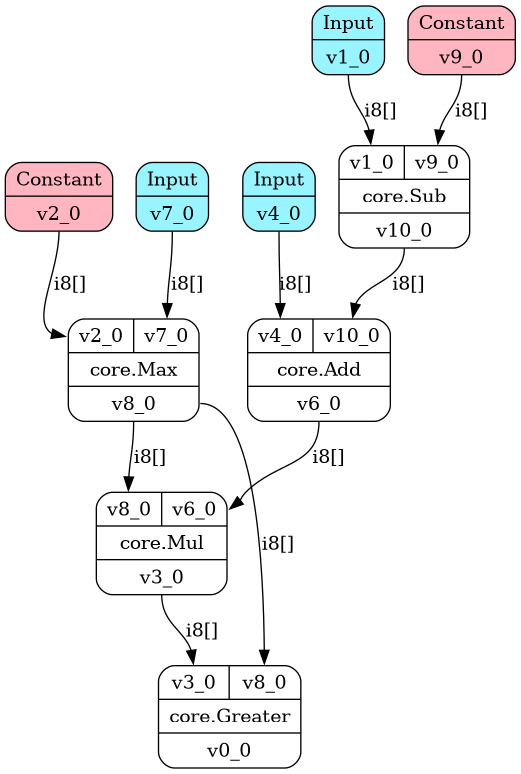 Input
v1_0
Constant
v9_0
i8[]
i8[]
v1_0 v9_0
core.Sub
v10_0
Constant
v2_0
Input
v7_0
Input
v4_0
i8[]
i8[]
i8[]
i8[]
v2_0 v7_0
core.Max
v8_0
v4_0 v10_0
core.Add
v6_0
i8[]
i8[]
v8_0 v6_0
core.Mul
v3_0
i8[]
i8[]
v3_0 v8_0
core.Greater
v0_0